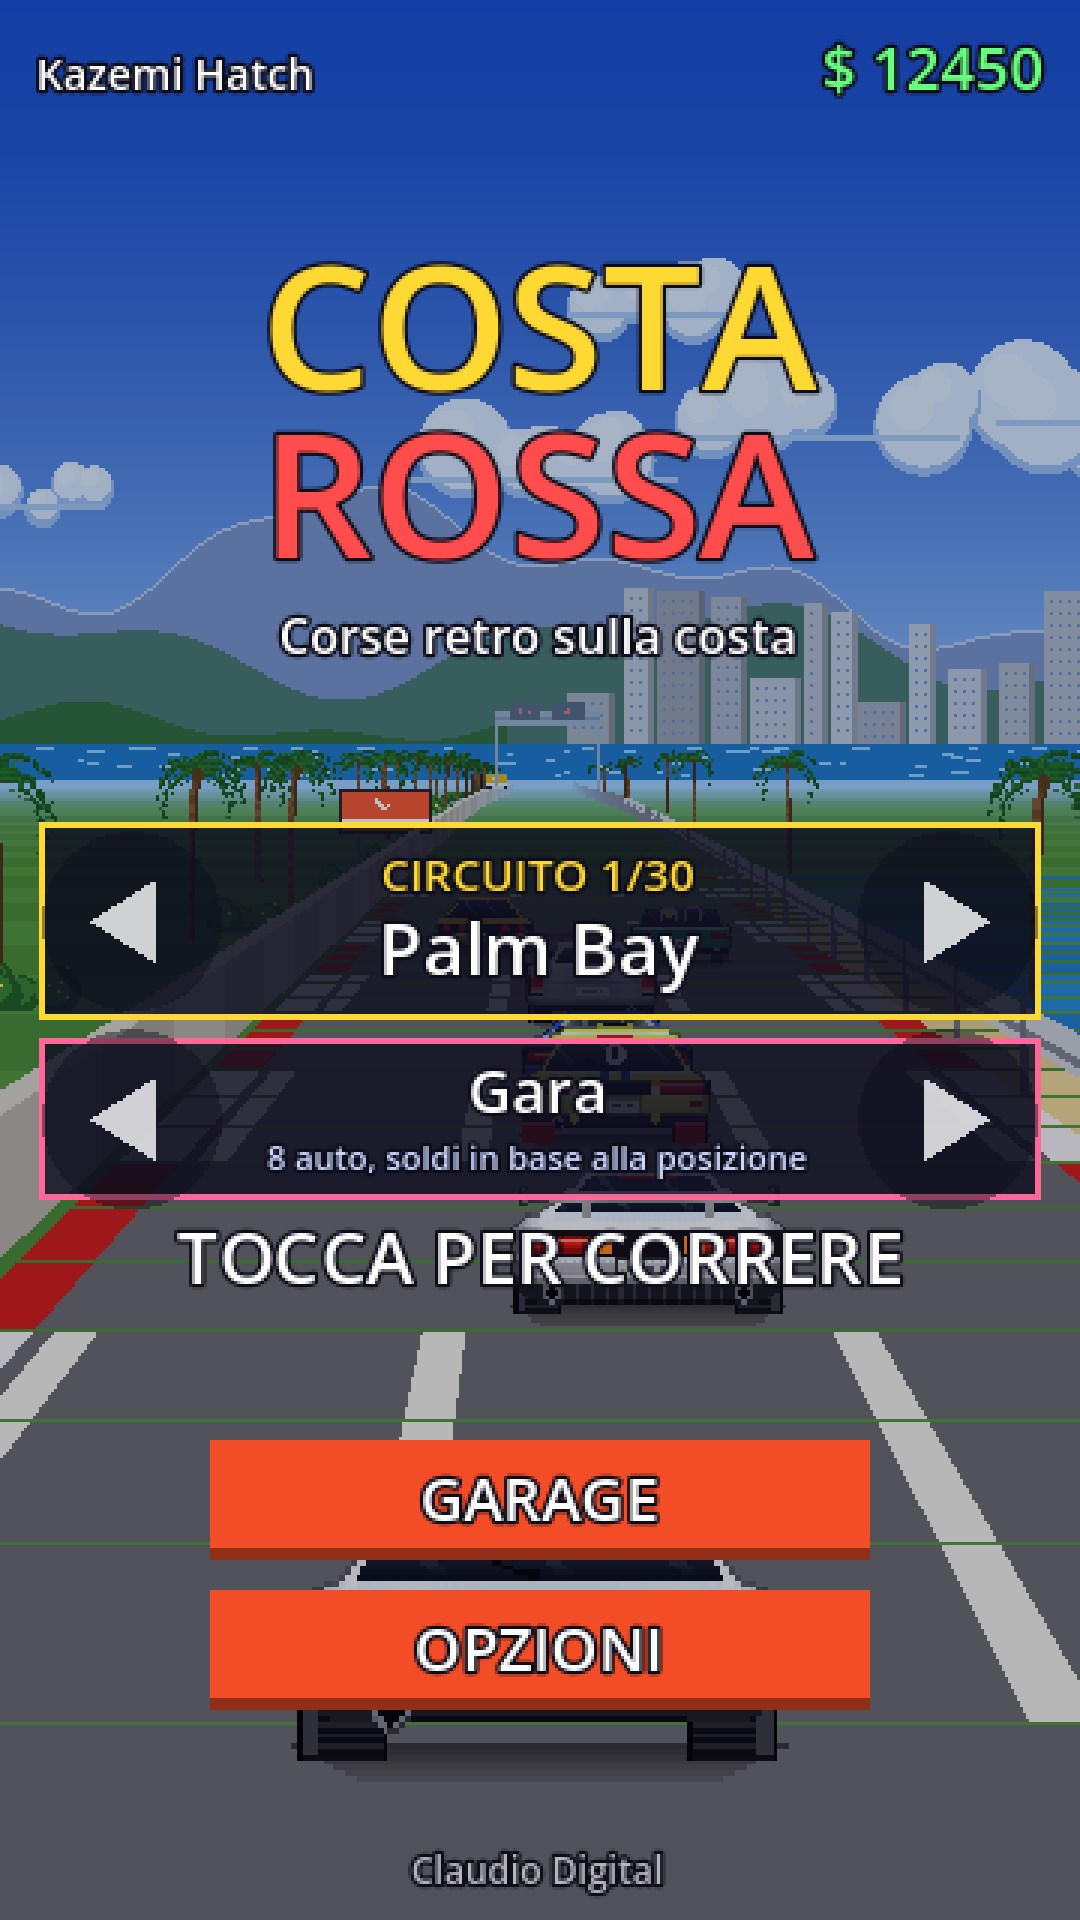 Kazemi Hatch
$ 12450
COSTA
ROSSA
Corse retro sulla costa
CIRCUITO 1/30
Palm Bay
Gara
8 auto, soldi in base alla posizione
TOCCA PER CORRERE
GARAGE
OPZIONI
Claudio Digital